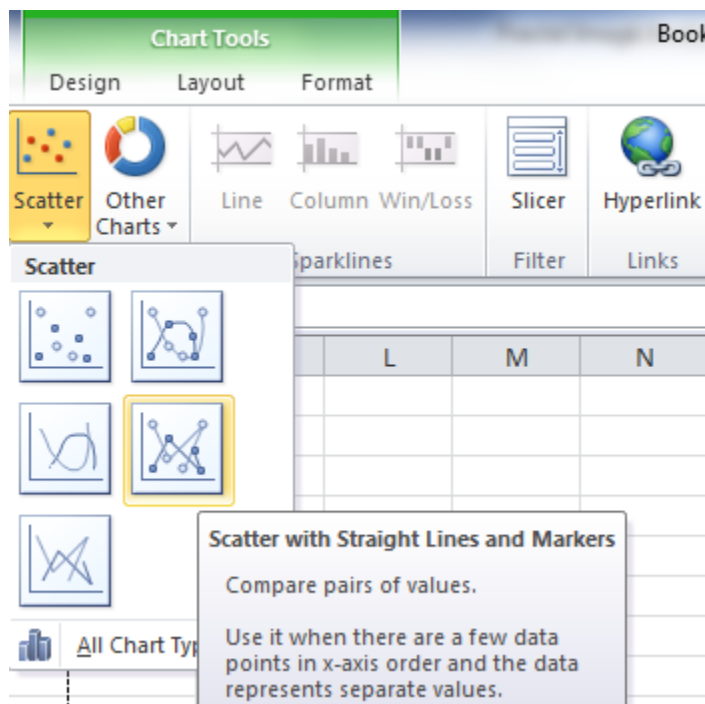 Chart Tools
Book
Design Layout Format
Scatter Other Charts Line Column Win/Loss Slicer Hyperlink
Sparklines Filter Links
Scatter
L M N
Scatter with Straight Lines and Markers
Compare pairs of values.
All Chart Typ
Use it when there are a few data
points in x-axis order and the data
represents separate values.